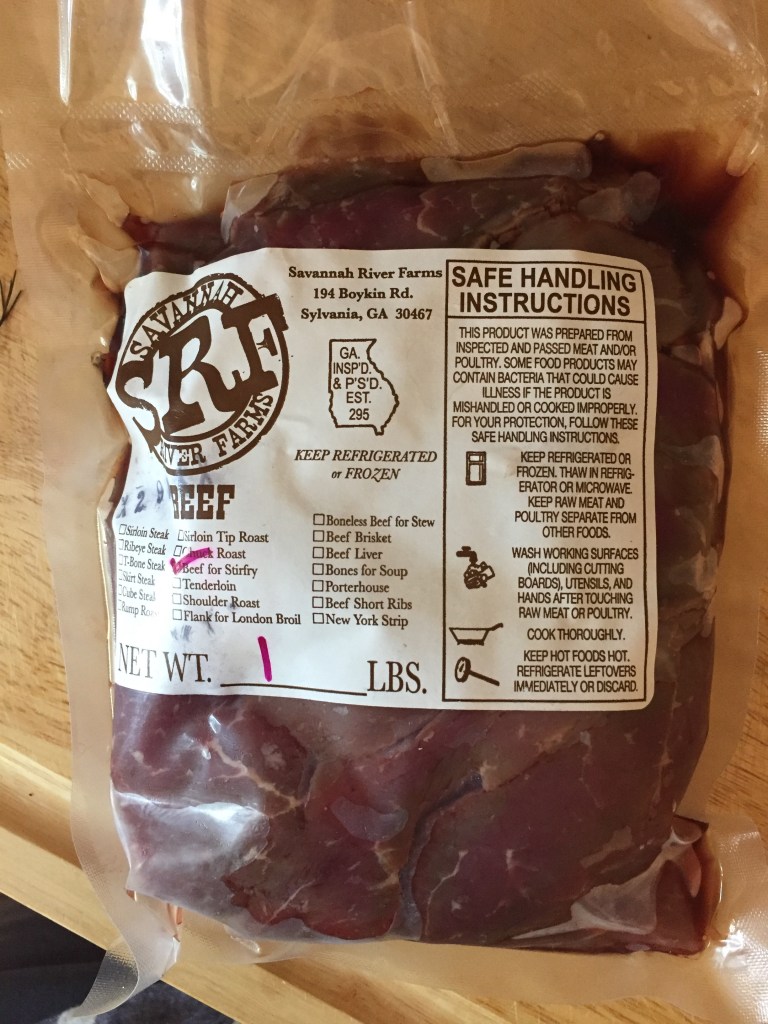 SAVANNAH
SRF
RIVER FARMS
Savannah River Farms
194 Boykin Rd.
Sylvania, GA 30467
GA.
INSP'D.
& P'S'D.
EST.
295
KEEP REFRIGERATED
or FROZEN
BEEF
Sirloin Steak
Ribeye Steak
T-Bone Steak
Skirt Steak
Cube Steak
Rump
Sirloin Tip Roast
Chuck Roast
Beef for Stirfry
Tenderloin
Shoulder Roast
Flank for London Broil
Boneless Beef for Stew
Beef Brisket
Beef Liver
Bones for Soup
Porterhouse
Beef Short Ribs
New York Strip
NET WT. 1 LBS.
SAFE HANDLING
INSTRUCTIONS
THIS PRODUCT WAS PREPARED FROM
INSPECTED AND PASSED MEAT AND/OR
POULTRY. SOME FOOD PRODUCTS MAY
CONTAIN BACTERIA THAT COULD CAUSE
ILLNESS IF THE PRODUCT IS
MISHANDLED OR COOKED IMPROPERLY.
FOR YOUR PROTECTION, FOLLOW THESE
SAFE HANDLING INSTRUCTIONS.
KEEP REFRIGERATED OR
FROZEN. THAW IN REFRIG-
ERATOR OR MICROWAVE.
KEEP RAW MEAT AND
POULTRY SEPARATE FROM
OTHER FOODS.
WASH WORKING SURFACES
(INCLUDING CUTTING
BOARDS), UTENSILS, AND
HANDS AFTER TOUCHING
RAW MEAT OR POULTRY.
COOK THOROUGHLY.
KEEP HOT FOODS HOT.
REFRIGERATE LEFTOVERS
IMMEDIATELY OR DISCARD.